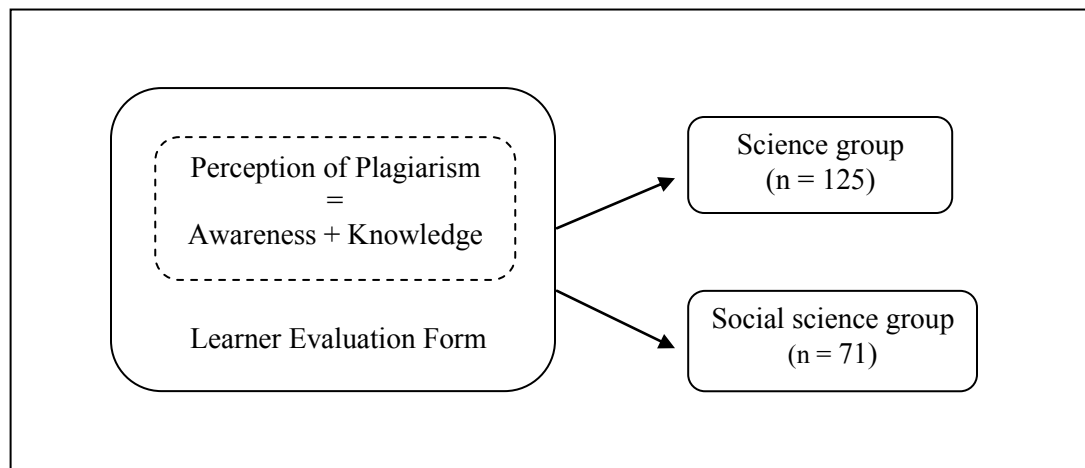 Perception of Plagiarism
=
Awareness + Knowledge
Learner Evaluation Form
Science group
(n = 125)
Social science group
(n = 71)